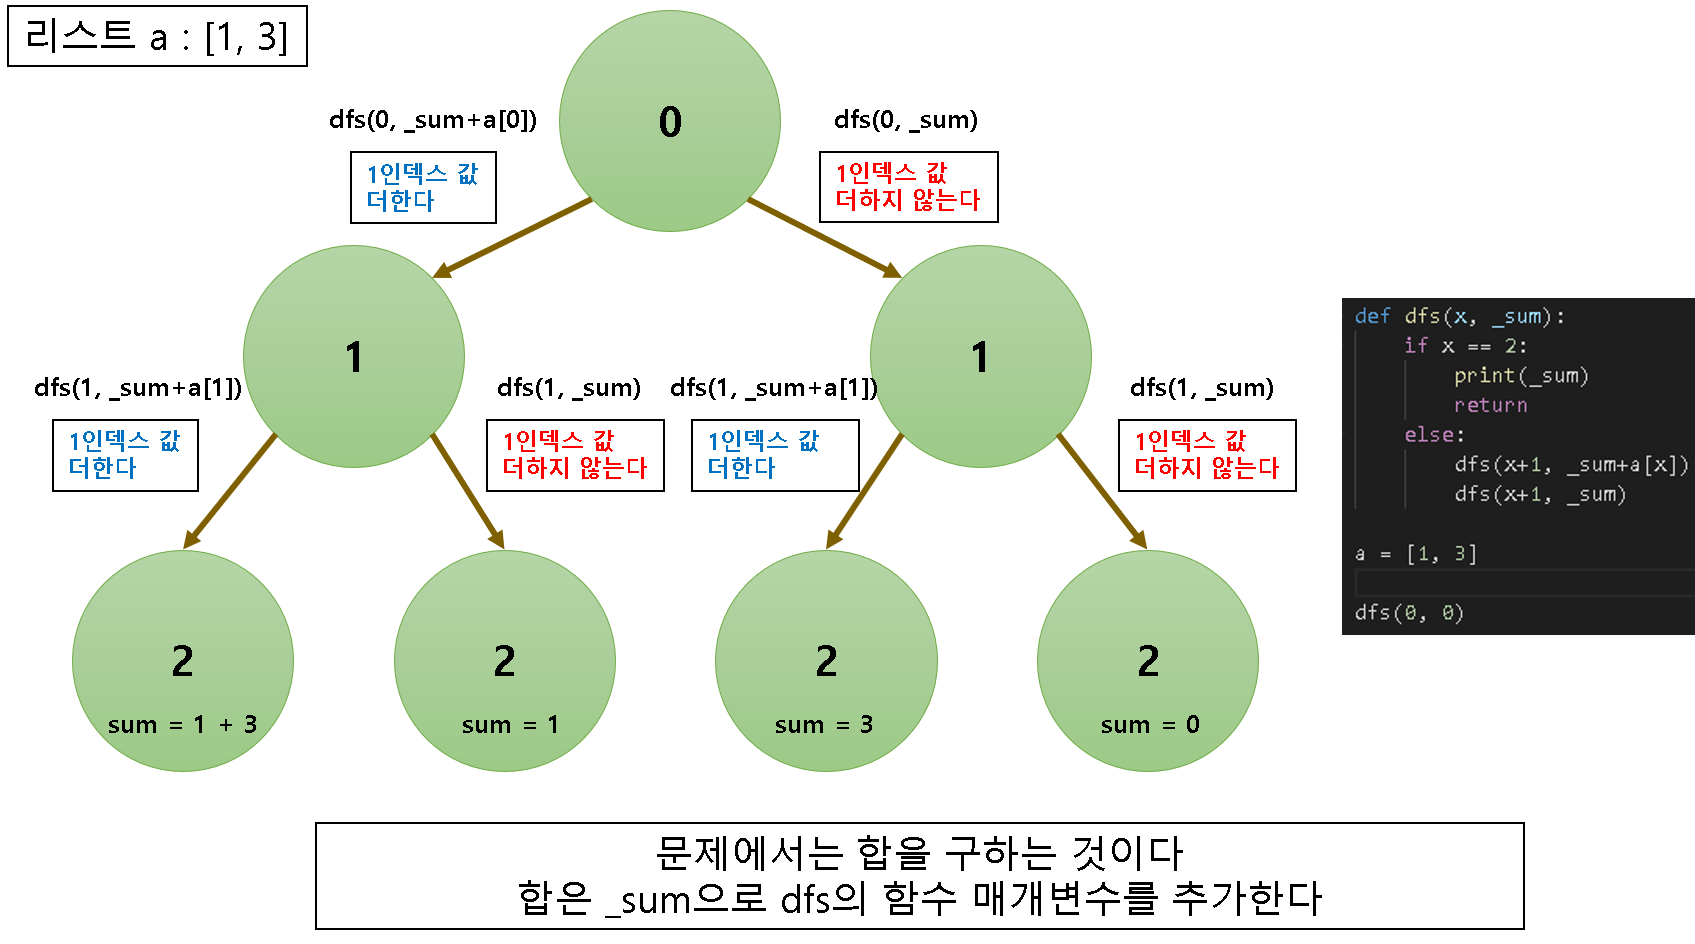 리스트 a : [1, 3]
0
dfs(0, _sum+a[0])
1인덱스 값
더한다
dfs(0, _sum)
1인덱스 값
더하지 않는다
1
1
dfs(1, _sum+a[1])
1인덱스 값
더한다
dfs(1, _sum)
1인덱스 값
더하지 않는다
dfs(1, _sum+a[1])
1인덱스 값
더한다
dfs(1, _sum)
1인덱스 값
더하지 않는다
2
sum = 1 + 3
2
sum = 1
2
sum = 3
2
sum = 0
def dfs(x, _sum):
    if x == 2:
        print(_sum)
        return
    else:
        dfs(x+1, _sum+a[x])
        dfs(x+1, _sum)
a = [1, 3]
dfs(0, 0)
문제에서는 합을 구하는 것이다
합은 _sum으로 dfs의 함수 매개변수를 추가한다